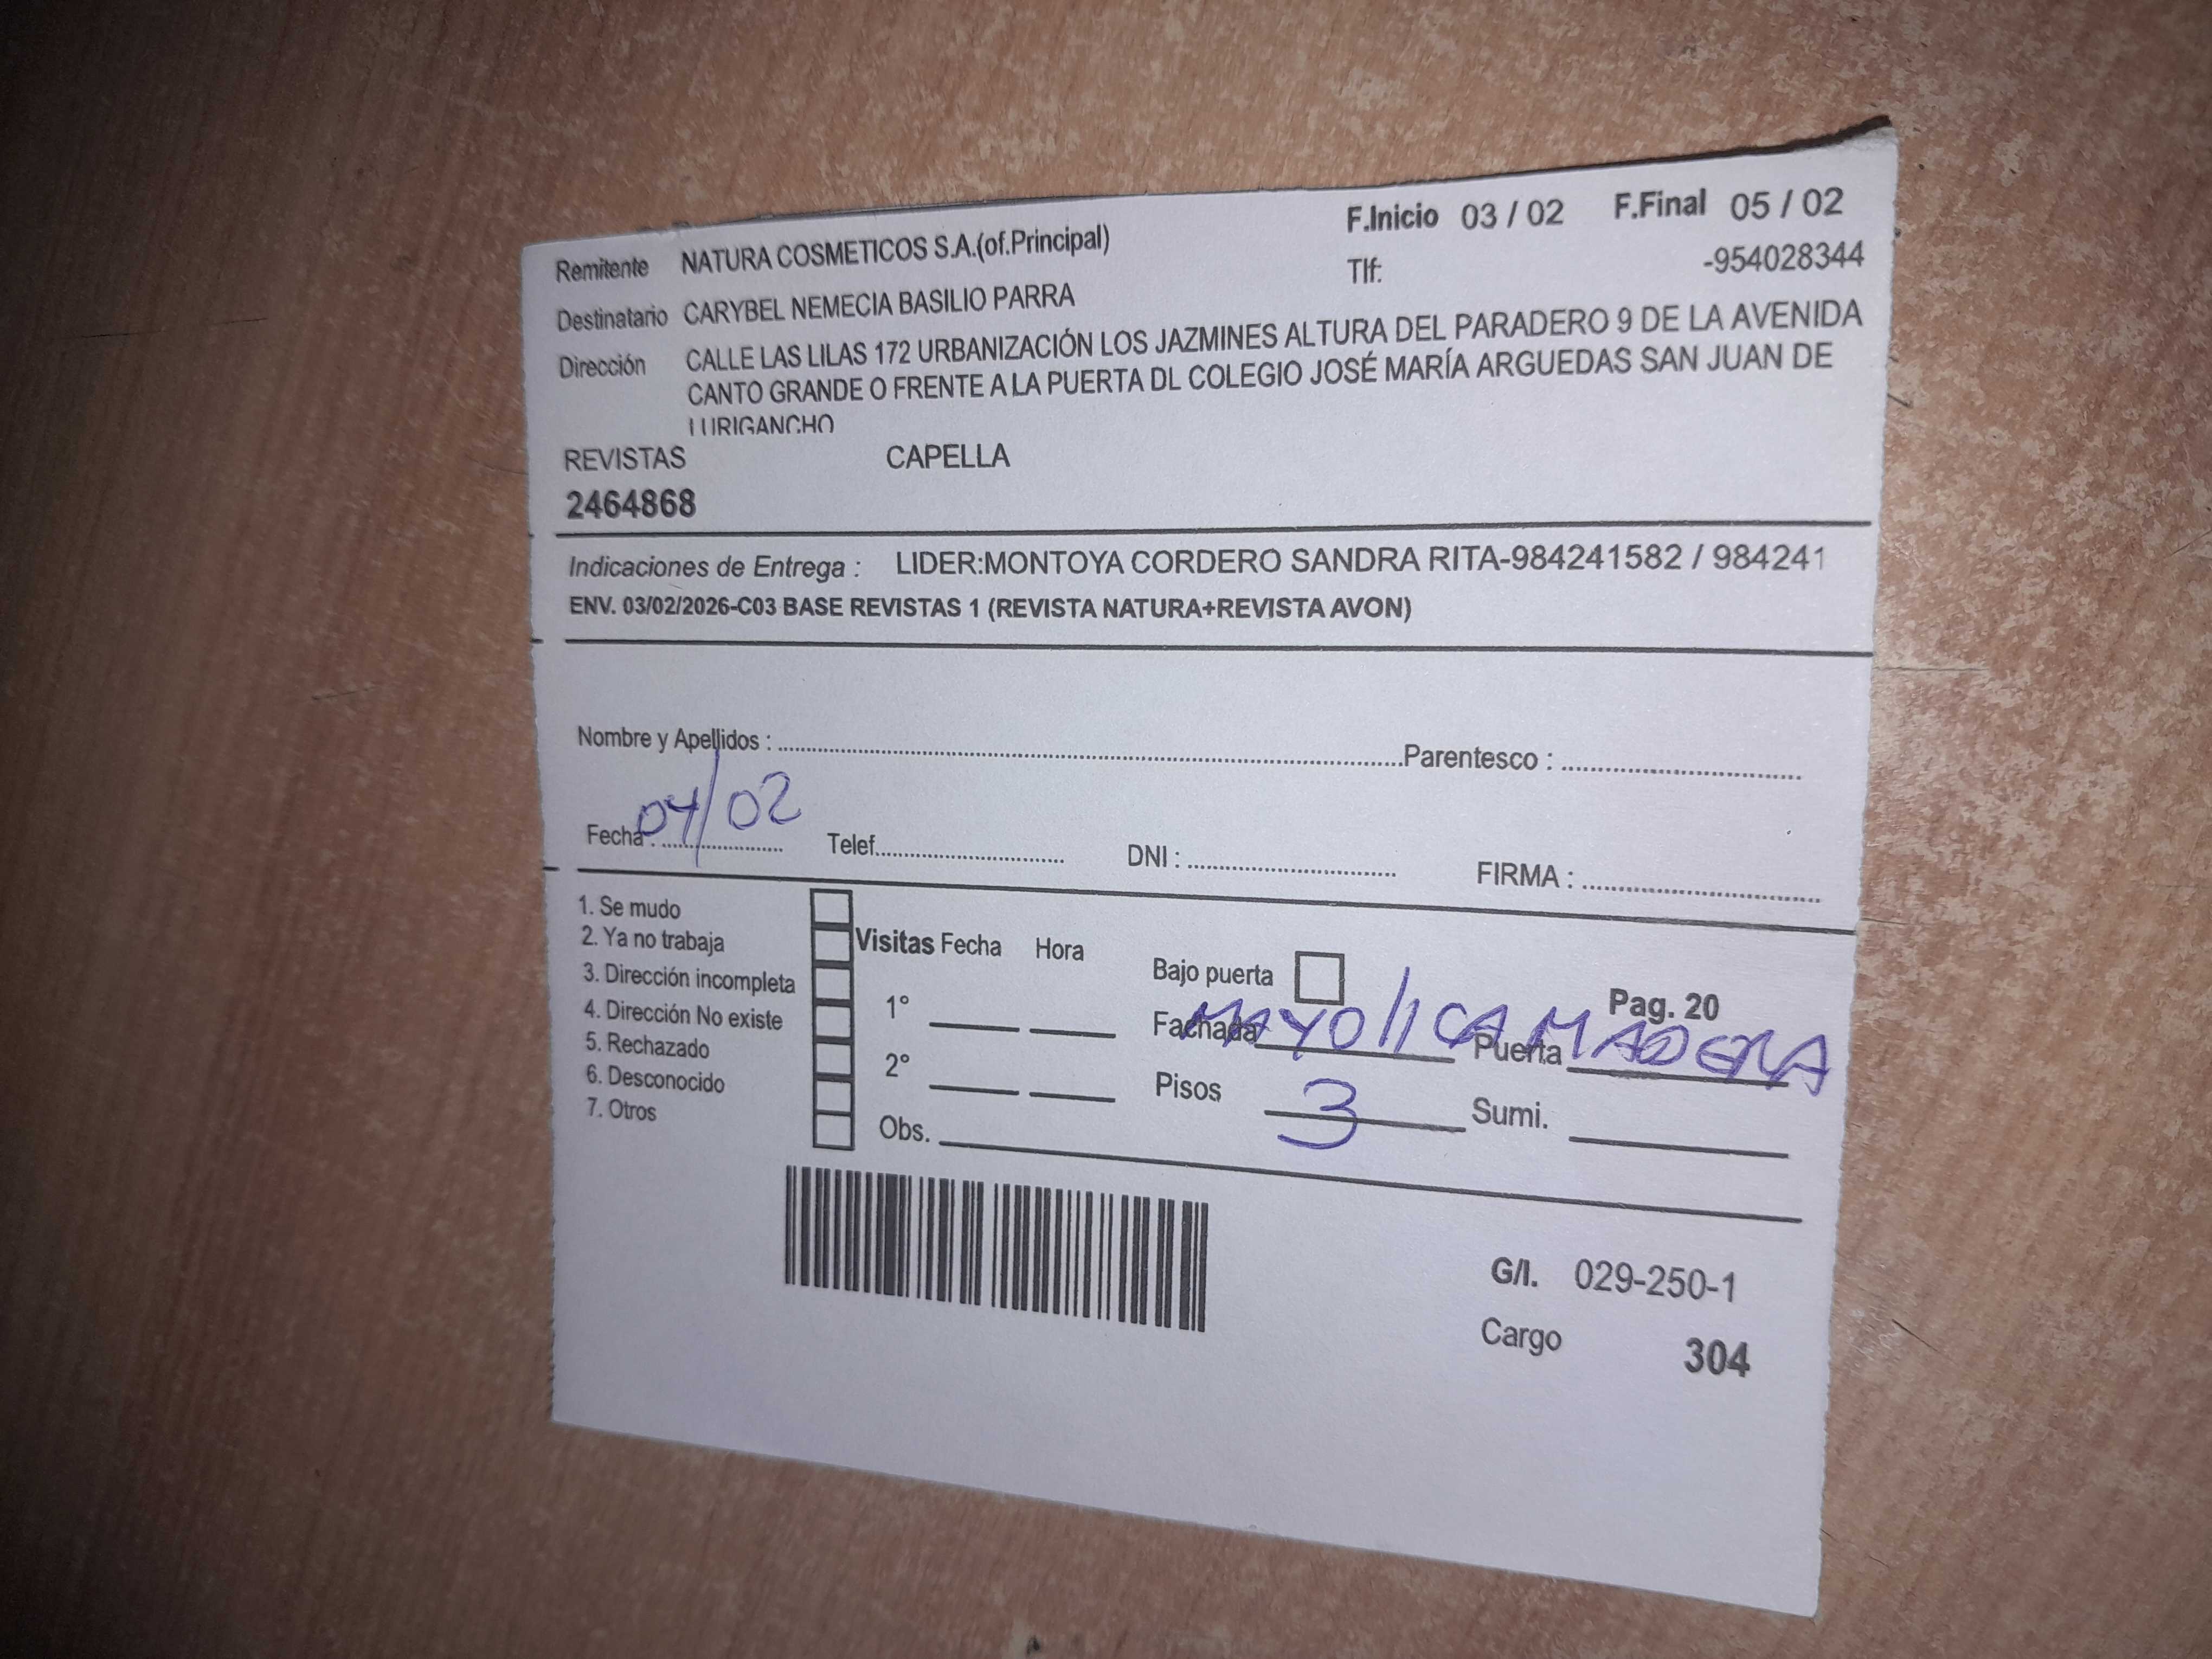 F.Inicio 03 / 02 F.Final 05 / 02
Remitente NATURA COSMETICOS S.A.(of.Principal)
Tlf: -954028344
Destinatario CARYBEL NEMECIA BASILIO PARRA
Dirección CALLE LAS LILAS 172 URBANIZACIÓN LOS JAZMINES ALTURA DEL PARADERO 9 DE LA AVENIDA
CANTO GRANDE O FRENTE A LA PUERTA DL COLEGIO JOSÉ MARÍA ARGUEDAS SAN JUAN DE
LURIGANCHO
REVISTAS CAPELLA
2464868
Indicaciones de Entrega : LIDER:MONTOYA CORDERO SANDRA RITA-984241582 / 984241
ENV. 03/02/2026-C03 BASE REVISTAS 1 (REVISTA NATURA+REVISTA AVON)
Nombre y Apellidos : Parentesco :
Fecha : 04/02 Telef. DNI : FIRMA :
1. Se mudo
2. Ya no trabaja
3. Dirección incompleta
4. Dirección No existe
5. Rechazado
6. Desconocido
7. Otros
Visitas Fecha Hora
1°
2°
Obs.
Bajo puerta
Pag. 20
Fachada MAYOlICA Puerta MADERA
Pisos 3 Sumi.
G/I. 029-250-1
Cargo 304